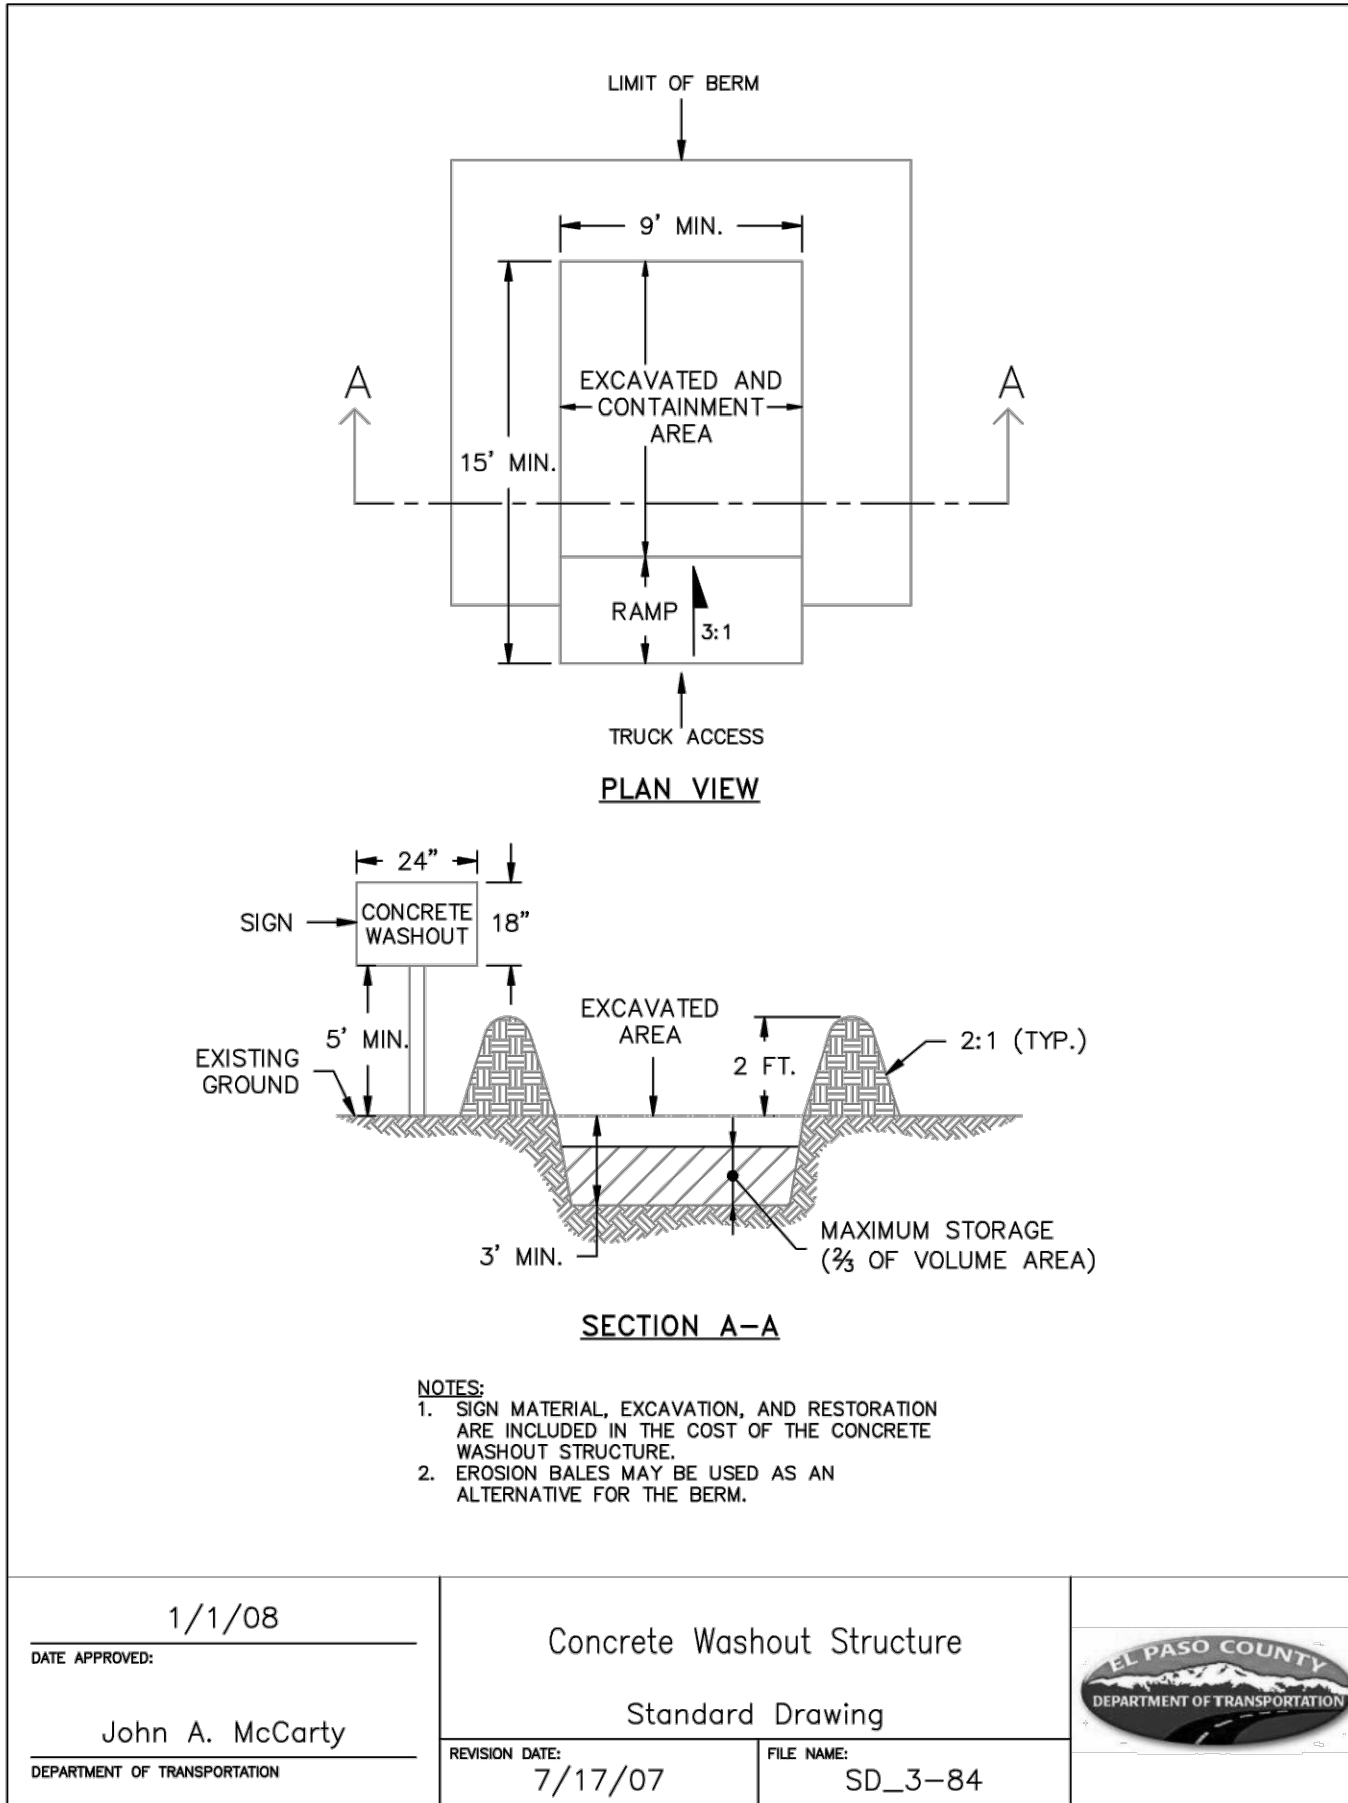 LIMIT OF BERM
9' MIN.
A
A
EXCAVATED AND
CONTAINMENT
AREA
15' MIN.
RAMP
3:1
TRUCK ACCESS
PLAN VIEW
24"
SIGN
CONCRETE
WASHOUT
18"
5' MIN.
EXCAVATED
AREA
2 FT.
2:1 (TYP.)
EXISTING
GROUND
3' MIN.
MAXIMUM STORAGE
(⅔ OF VOLUME AREA)
SECTION A-A
NOTES:
1. SIGN MATERIAL, EXCAVATION, AND RESTORATION
ARE INCLUDED IN THE COST OF THE CONCRETE
WASHOUT STRUCTURE.
2. EROSION BALES MAY BE USED AS AN
ALTERNATIVE FOR THE BERM.
1/1/08
DATE APPROVED:
John A. McCarty
DEPARTMENT OF TRANSPORTATION
Concrete Washout Structure
Standard Drawing
REVISION DATE:
7/17/07
FILE NAME:
SD_3-84
EL PASO COUNTY
DEPARTMENT OF TRANSPORTATION